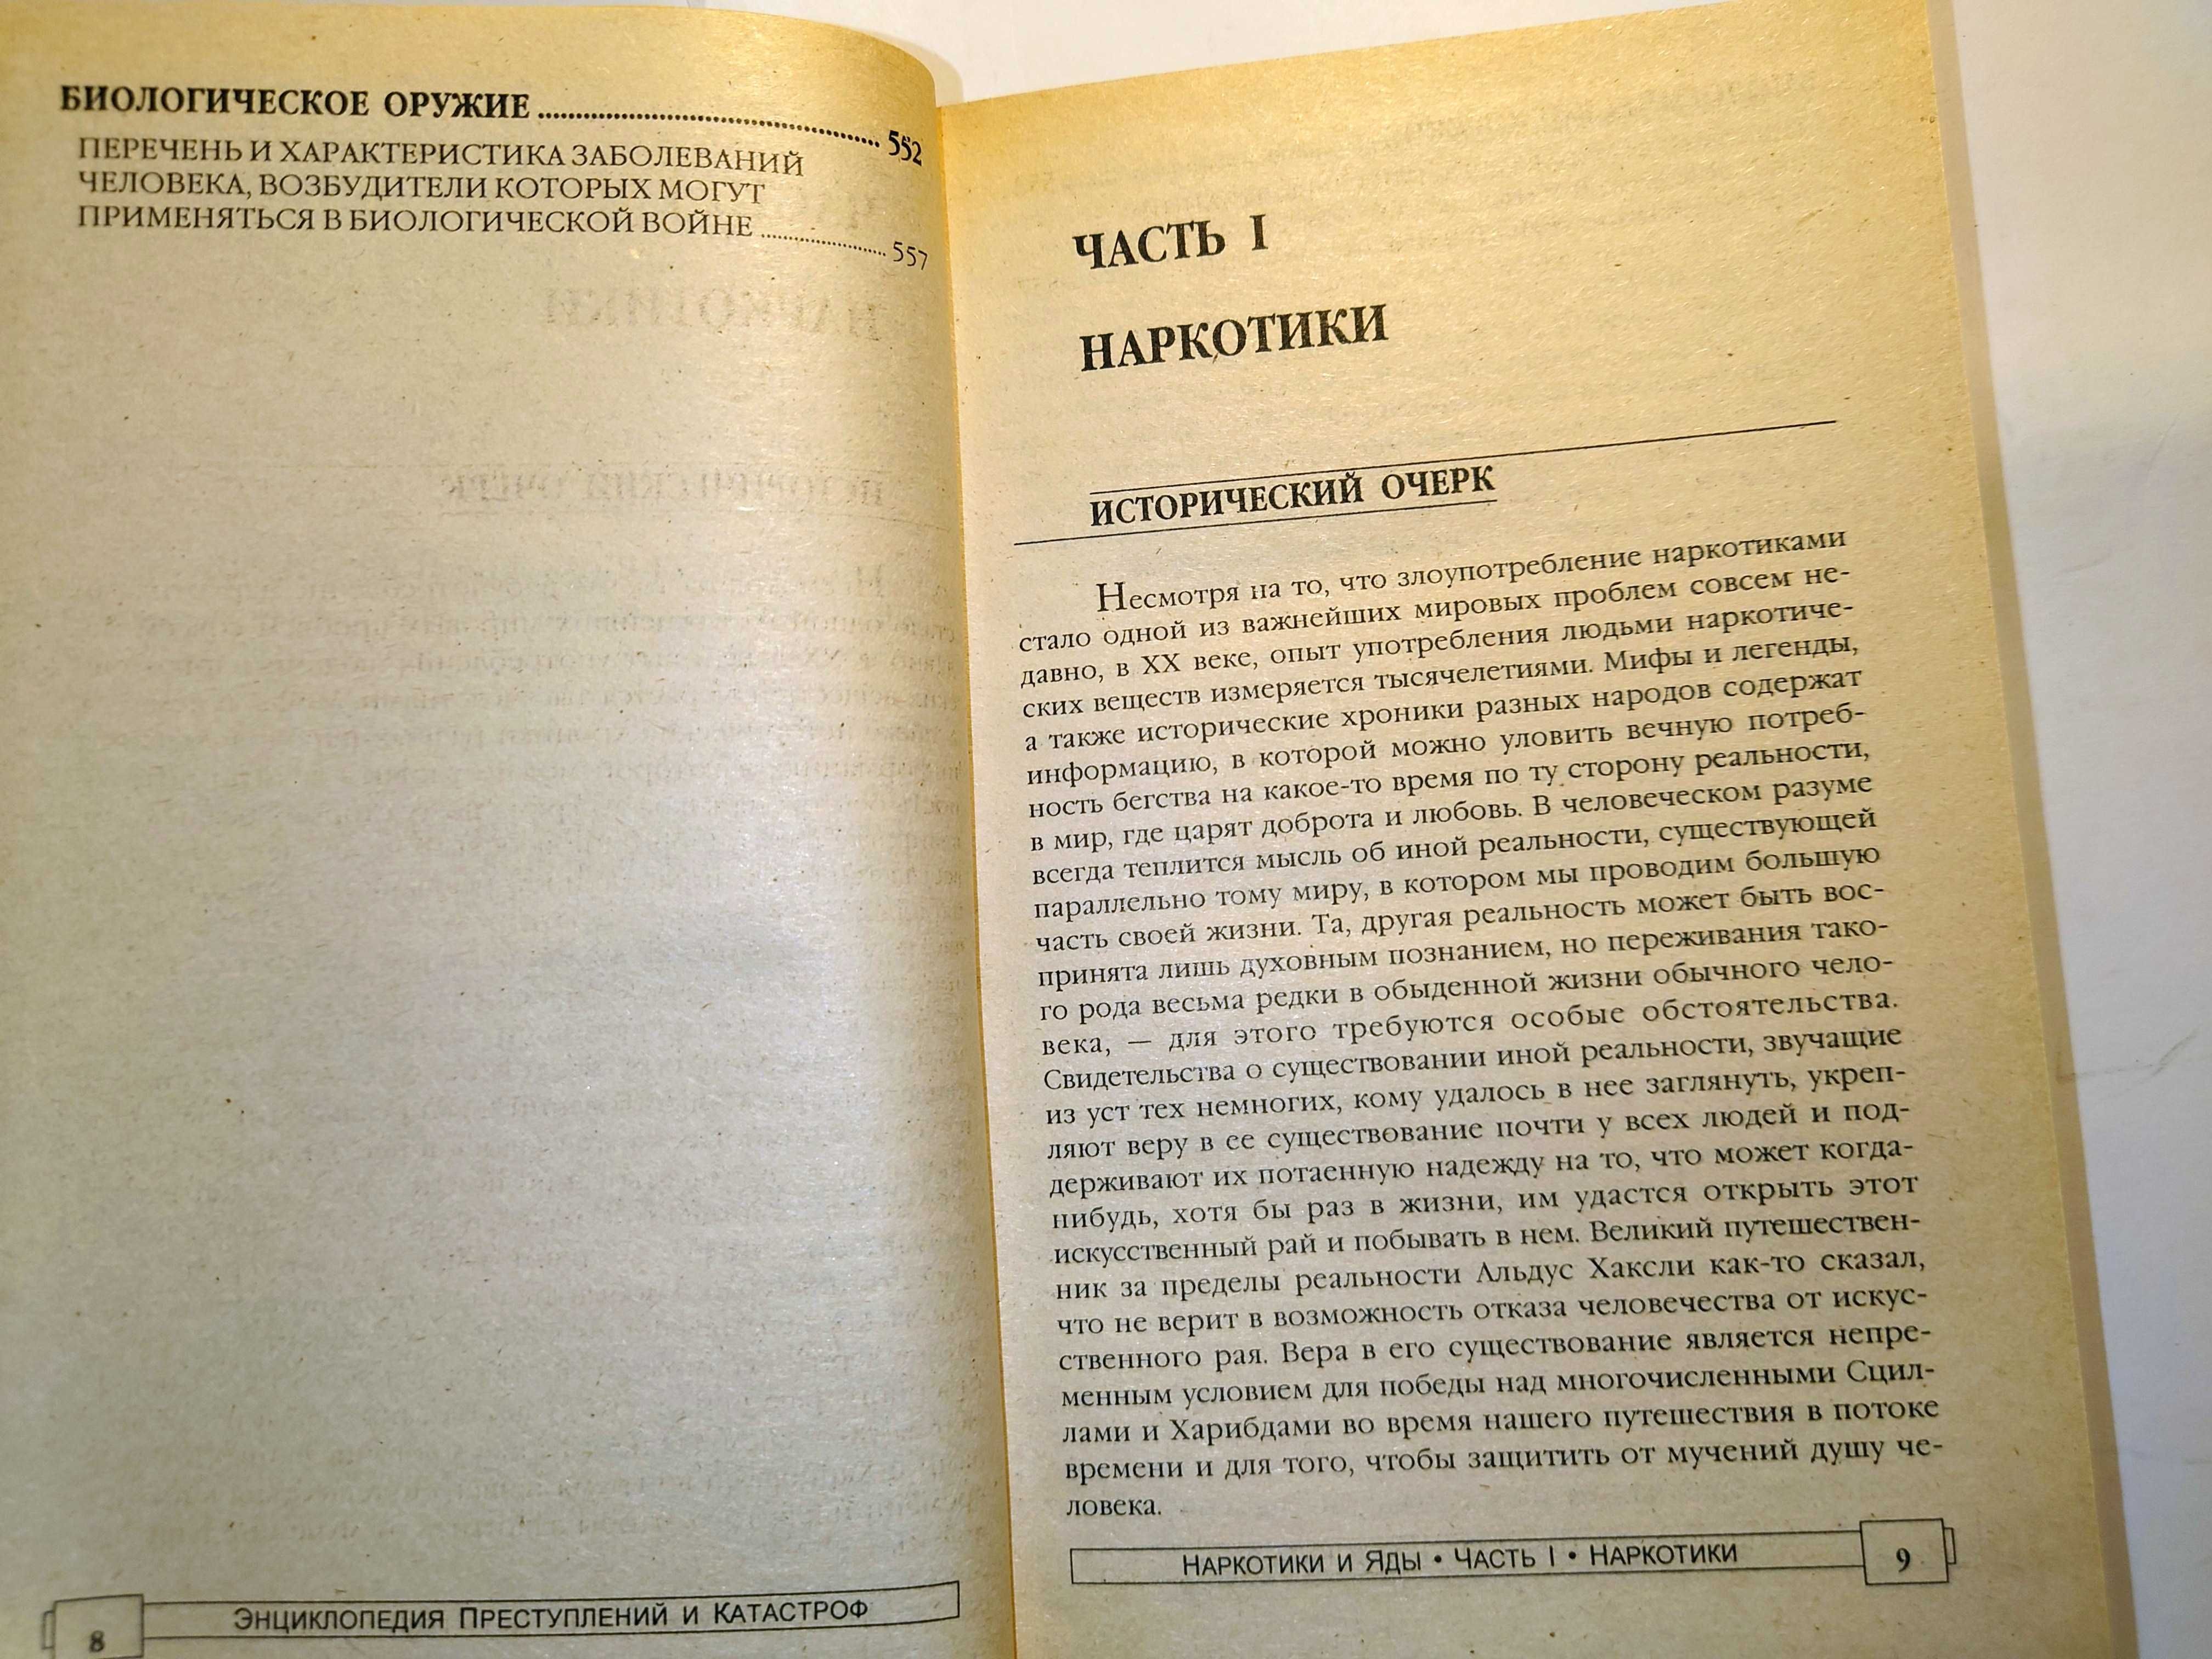 БИОЛОГИЧЕСКОЕ ОРУЖИЕ ........ 552
ПЕРЕЧЕНЬ И ХАРАКТЕРИСТИКА ЗАБОЛЕВАНИЙ
ЧЕЛОВЕКА, ВОЗБУДИТЕЛИ КОТОРЫХ МОГУТ
ПРИМЕНЯТЬСЯ В БИОЛОГИЧЕСКОЙ ВОЙНЕ ........ 557
8
ЭНЦИКЛОПЕДИЯ ПРЕСТУПЛЕНИЙ И КАТАСТРОФ
ЧАСТЬ I
НАРКОТИКИ
ИСТОРИЧЕСКИЙ ОЧЕРК
Несмотря на то, что злоупотребление наркотиками
стало одной из важнейших мировых проблем совсем не-
давно, в XX веке, опыт употребления людьми наркотиче-
ских веществ измеряется тысячелетиями. Мифы и легенды,
а также исторические хроники разных народов содержат
информацию, в которой можно уловить вечную потреб-
ность бегства на какое-то время по ту сторону реальности,
в мир, где царят доброта и любовь. В человеческом разуме
всегда теплится мысль об иной реальности, существующей
параллельно тому миру, в котором мы проводим большую
часть своей жизни. Та, другая реальность может быть вос-
принята лишь духовным познанием, но переживания тако-
го рода весьма редки в обыденной жизни обычного чело-
века, — для этого требуются особые обстоятельства.
Свидетельства о существовании иной реальности, звучащие
из уст тех немногих, кому удалось в нее заглянуть, укреп-
ляют веру в ее существование почти у всех людей и под-
держивают их потаенную надежду на то, что может когда-
нибудь, хотя бы раз в жизни, им удастся открыть этот
искусственный рай и побывать в нем. Великий путешествен-
ник за пределы реальности Альдус Хаксли как-то сказал,
что не верит в возможность отказа человечества от искус-
ственного рая. Вера в его существование является непре-
менным условием для победы над многочисленными Сцил-
лами и Харибдами во время нашего путешествия в потоке
времени и для того, чтобы защитить от мучений душу че-
ловека.
НАРКОТИКИ И ЯДЫ • ЧАСТЬ I • НАРКОТИКИ
9